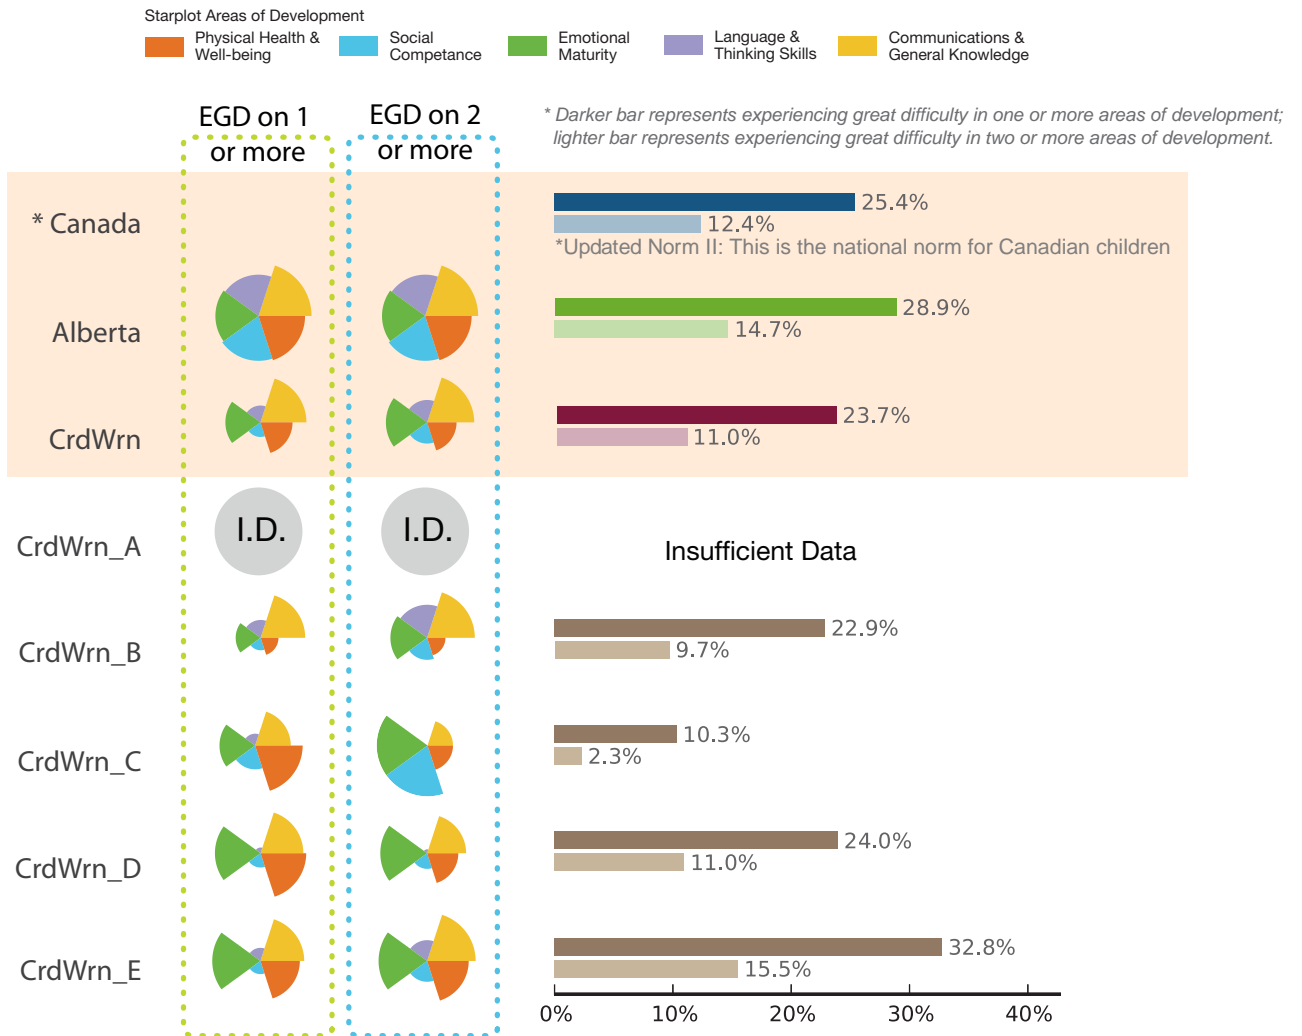 Starplot Areas of Development
Physical Health &
Well-being
Social
Competance
Emotional
Maturity
Language &
Thinking Skills
Communications &
General Knowledge
EGD on 1
or more
EGD on 2
or more
* Darker bar represents experiencing great difficulty in one or more areas of development;
lighter bar represents experiencing great difficulty in two or more areas of development.
* Canada
25.4%
12.4%
*Updated Norm II: This is the national norm for Canadian children
Alberta
28.9%
14.7%
CrdWrn
23.7%
11.0%
CrdWrn_A
I.D.
I.D.
Insufficient Data
CrdWrn_B
22.9%
9.7%
CrdWrn_C
10.3%
2.3%
CrdWrn_D
24.0%
11.0%
CrdWrn_E
32.8%
15.5%
0% 10% 20% 30% 40%